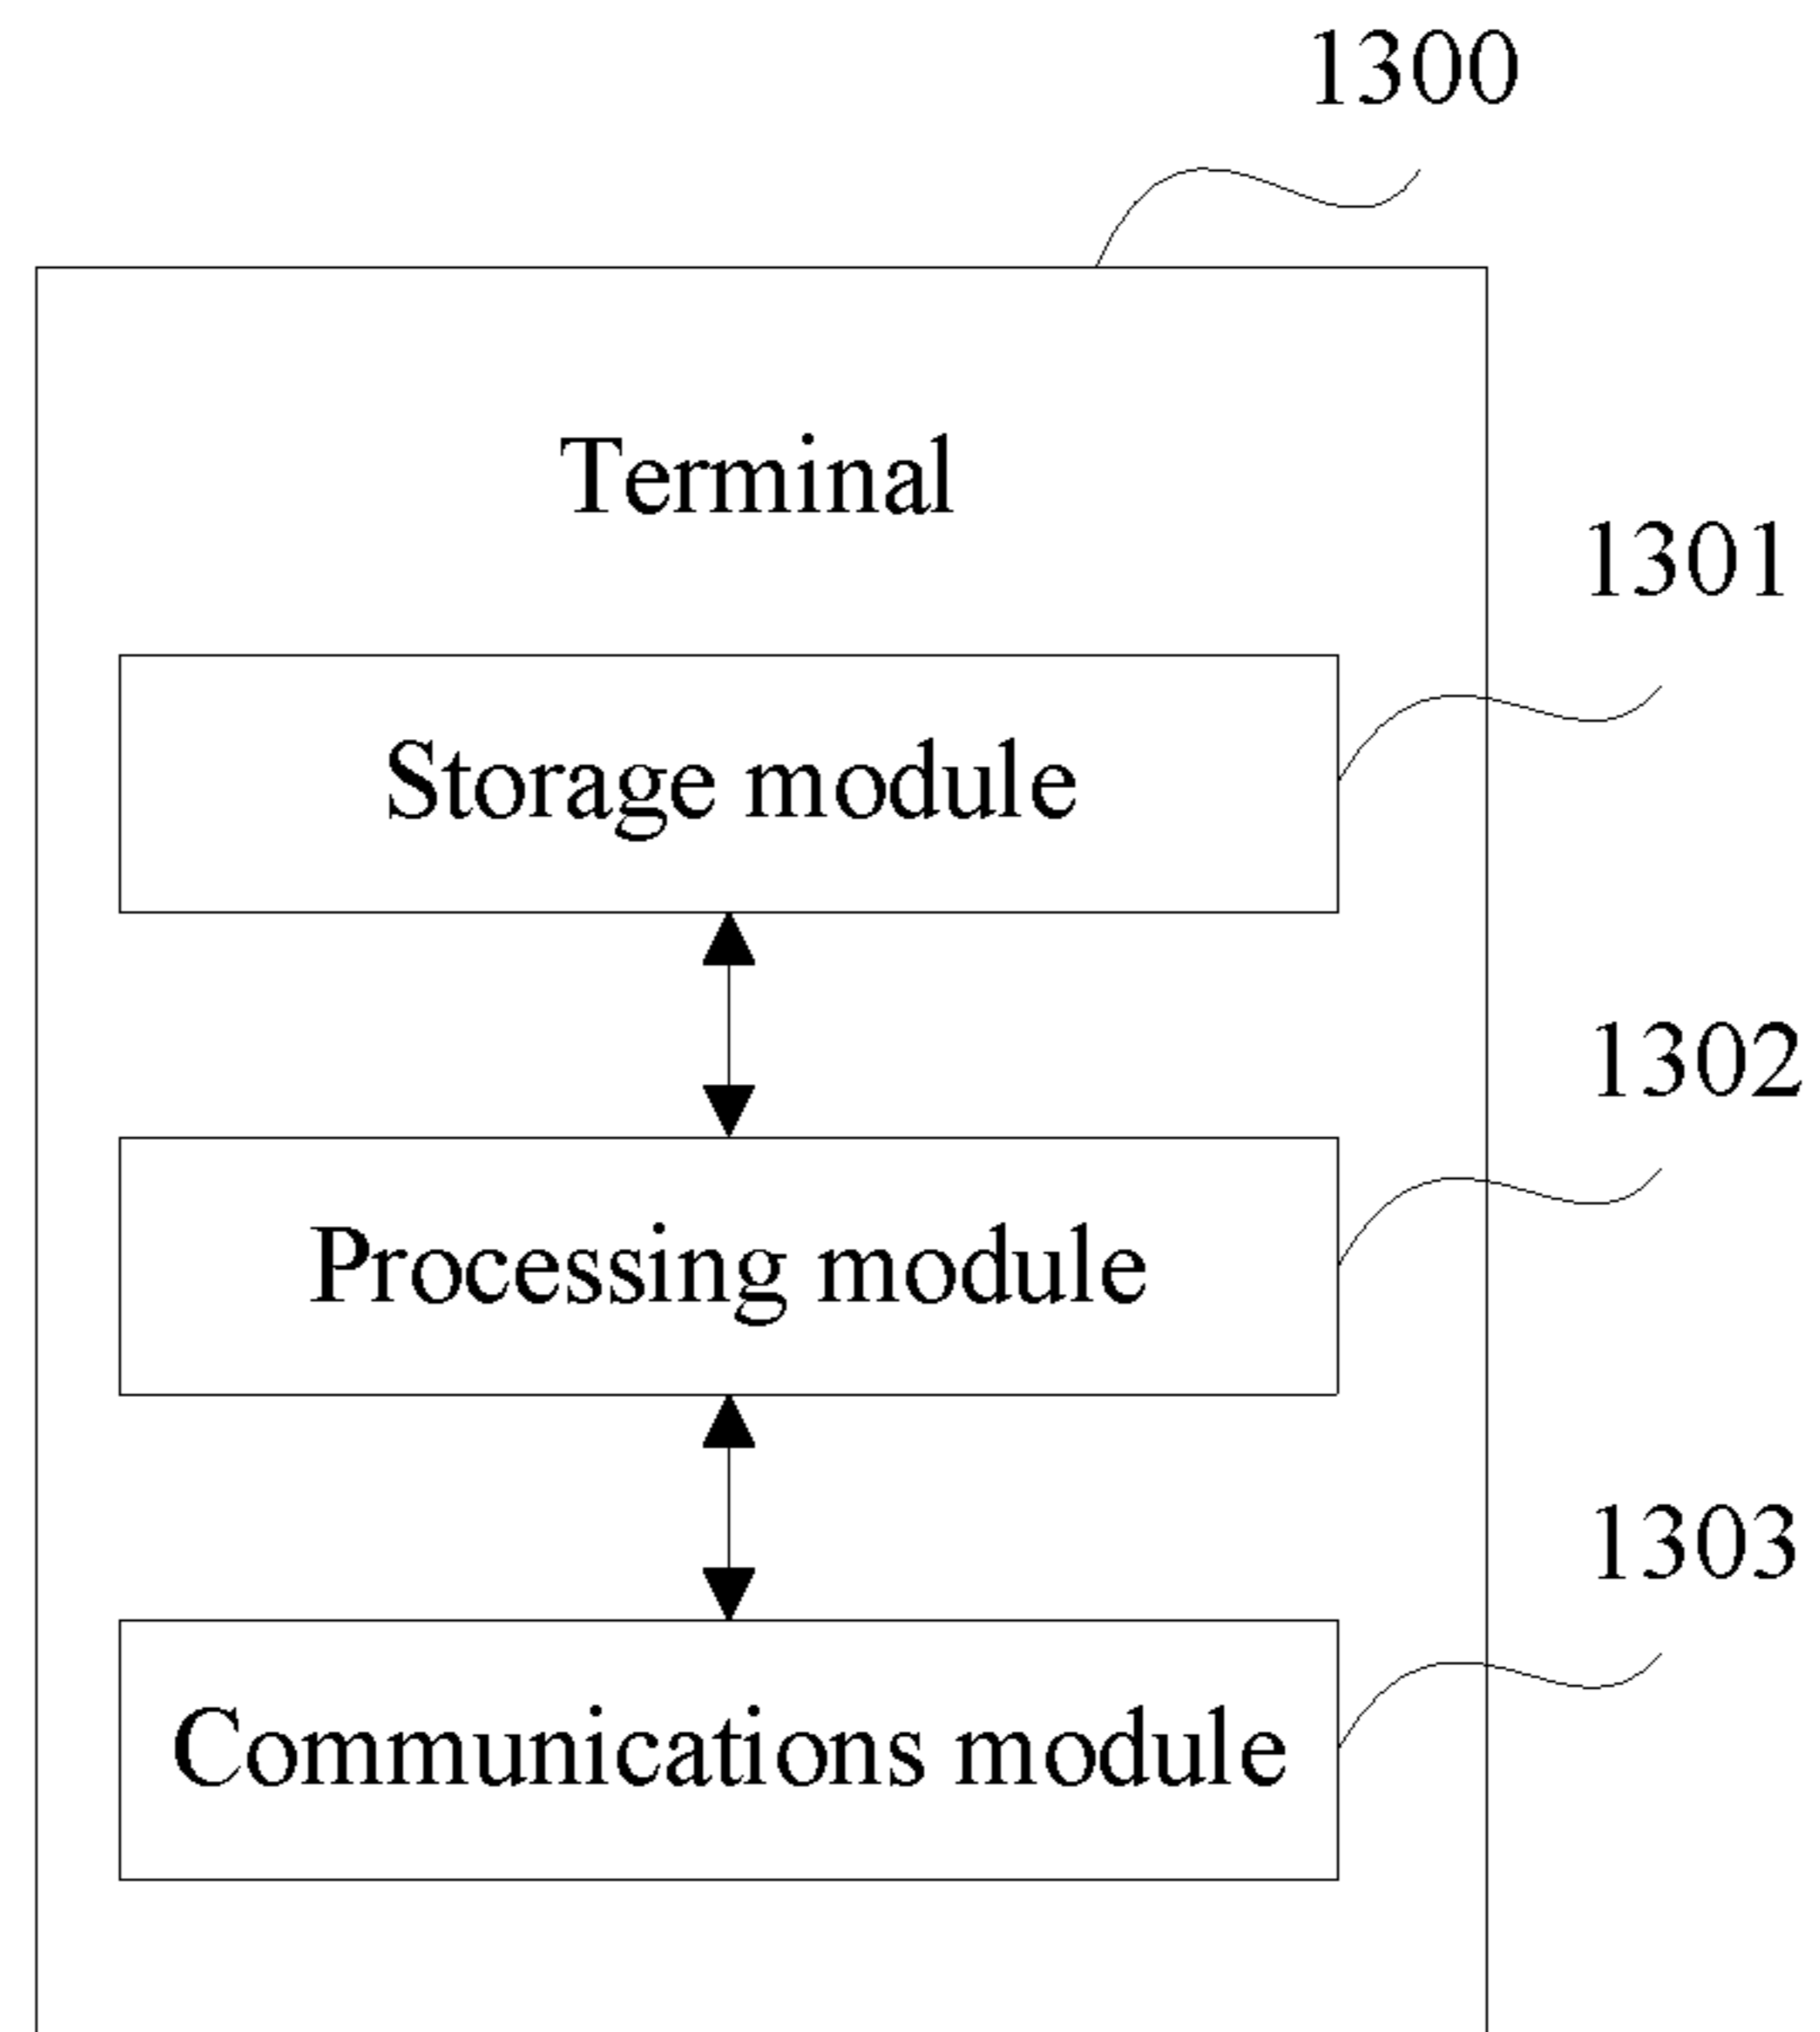 1300
Terminal
1301
Storage module
1302
Processing module
1303
Communications module